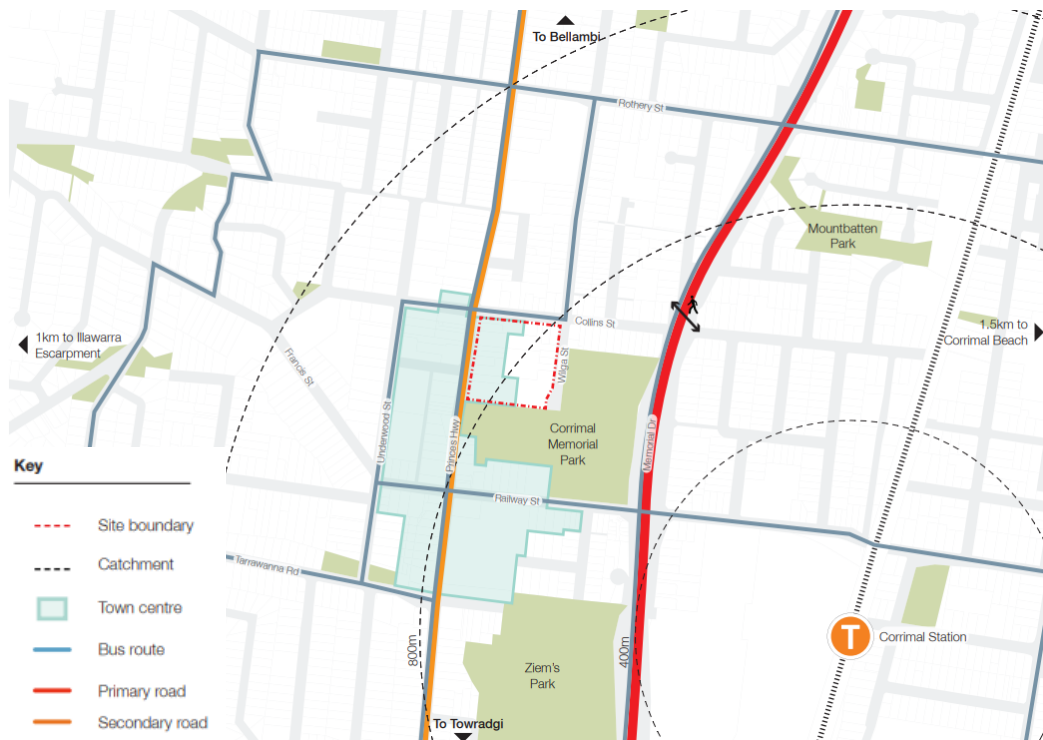 To Bellambi
Rothery St
Mountbatten
Park
Collins St
1km to Illawarra
Escarpment
1.5km to
Corrimal Beach
Francis St
Wilga St
Underwood St
Princes Hwy
Corrimal
Memorial
Park
Memorial Dr
Key
Railway St
Site boundary
Catchment
Tarrawanna Rd
Town centre
T
Corrimal Station
Bus route
800m
400m
Ziem's
Park
Primary road
Secondary road
To Towradgi